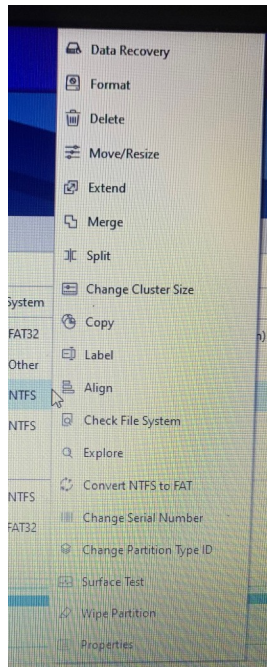 Data Recovery
Format
Delete
Move/Resize
Extend
Merge
Split
Change Cluster Size
System
Copy
FAT32
n)
Label
Other
Align
NTFS
Check File System
NTFS
Explore
Convert NTFS to FAT
NTFS
Change Serial Number
FAT32
Change Partition Type ID
Surface Test
Wipe Partition
Properties